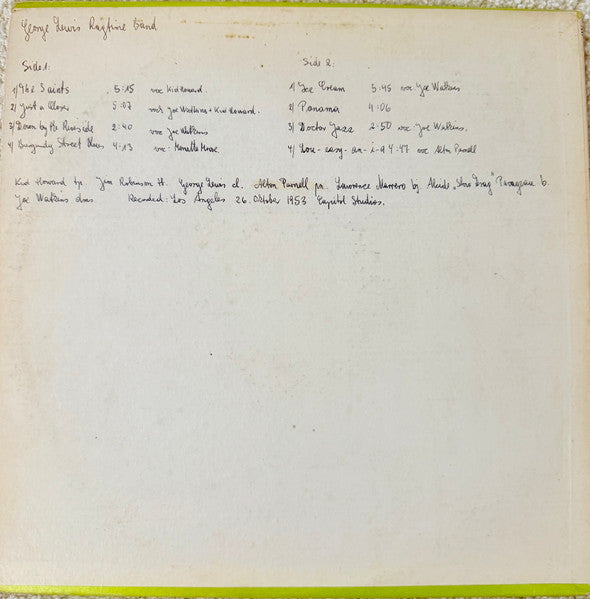 George Lewis Ragtime Band
Side 1:
1/ The Saints 5:15 voc Kid Howard.
2/ Just a Closer 5:07 voc: Joe Watkins + Kid Howard.
3/ Down by the Riverside 2:40 voc Joe Watkins
4/ Burgundy Street Blues 4:13 voc: Monette Moore.
Side 2:
1/ Ice Cream 5:45 voc Joe Watkins
2/ Panama 4:06
3/ Doctor Jazz 2:50 voc Joe Watkins.
4/ Lou-easy-an-i-a 4:47 voc Alton Purnell
Kid Howard tp. Jim Robinson tb. George Lewis cl. Alton Purnell pn. Lawrence Marrero bj Alcide "Slow Drag" Pavageau b.
Joe Watkins dms. Recorded: Los Angeles 26. Oktober 1953 Capitol Studios.